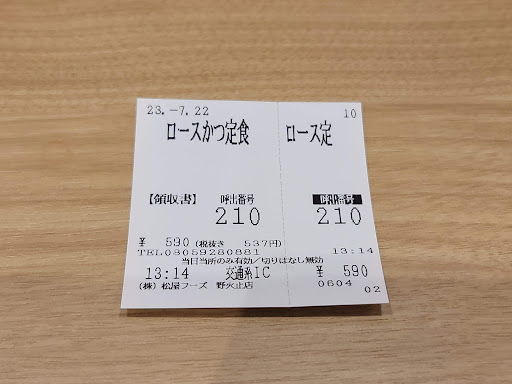 23.-7.22
ロースかつ定食
【領収書】 呼出番号
210
¥ 590 (税抜き 537円)
TEL08059280881
当日当所のみ有効/切りはなし無効
13:14 交通系IC ¥ 590
(株) 松屋フーズ 野火止店
10
ロース定
呼出番号
210
13:14
0604 02